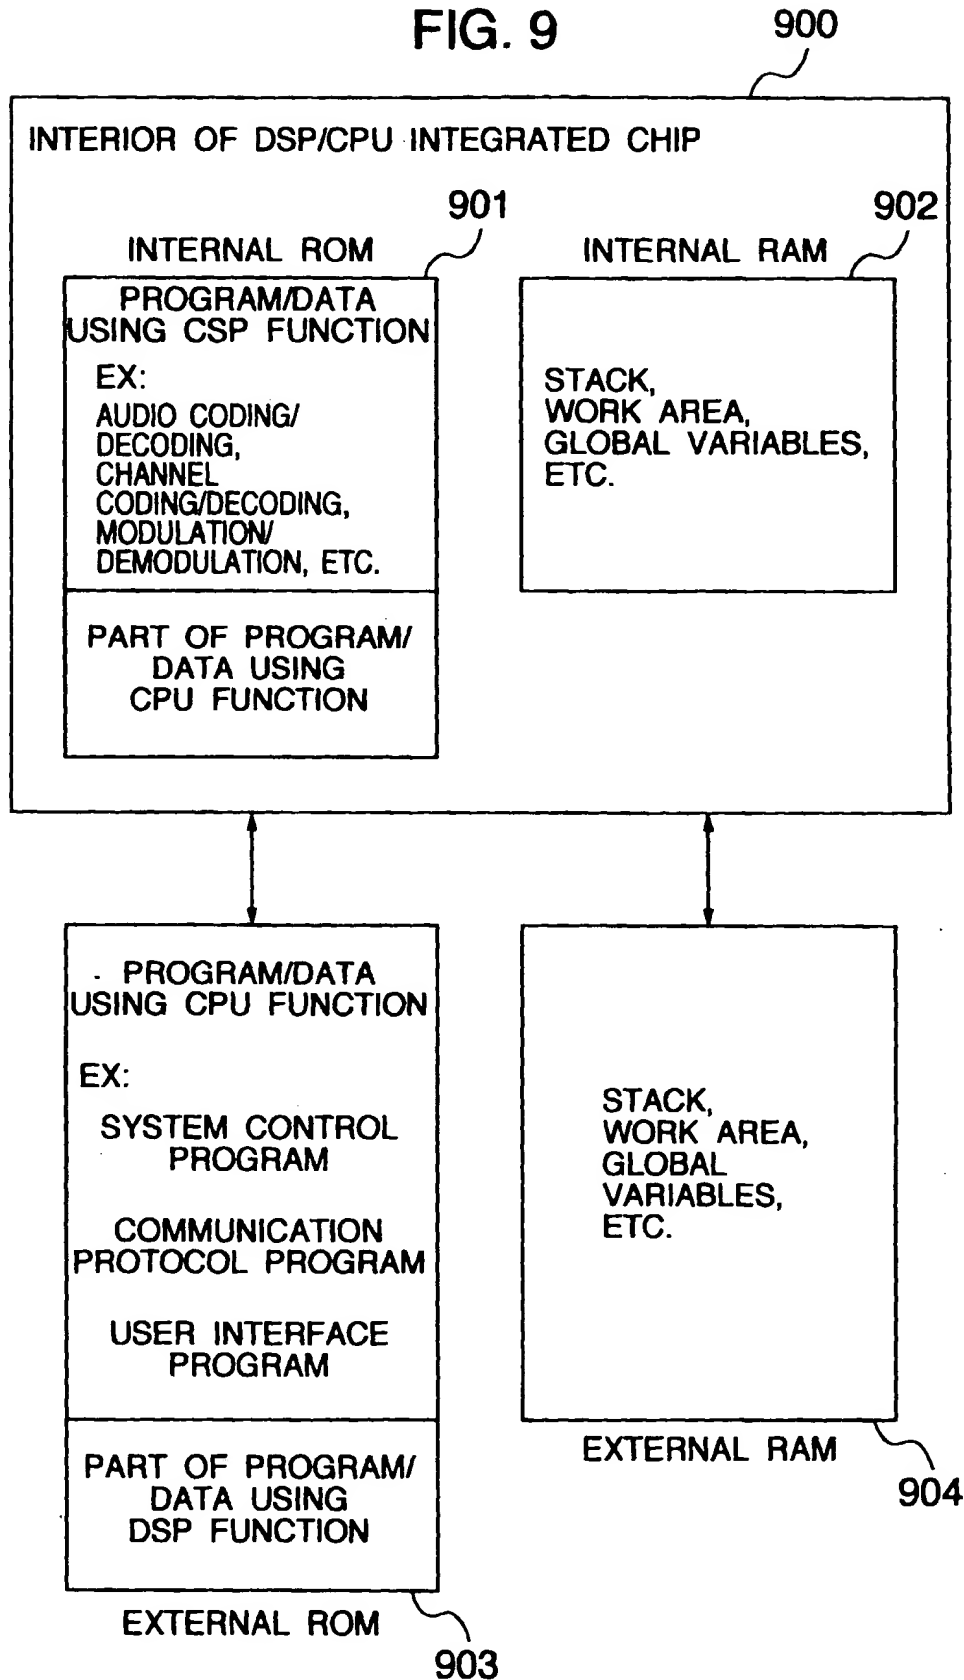 FIG. 9
900
INTERIOR OF DSP/CPU INTEGRATED CHIP
901
902
INTERNAL ROM
INTERNAL RAM
PROGRAM/DATA
USING CSP FUNCTION
EX:
AUDIO CODING/
DECODING,
CHANNEL
CODING/DECODING,
MODULATION/
DEMODULATION, ETC.
STACK,
WORK AREA,
GLOBAL VARIABLES,
ETC.
PART OF PROGRAM/
DATA USING
CPU FUNCTION
PROGRAM/DATA
USING CPU FUNCTION
EX:
SYSTEM CONTROL
PROGRAM
COMMUNICATION
PROTOCOL PROGRAM
USER INTERFACE
PROGRAM
STACK,
WORK AREA,
GLOBAL
VARIABLES,
ETC.
PART OF PROGRAM/
DATA USING
DSP FUNCTION
EXTERNAL RAM
904
EXTERNAL ROM
903